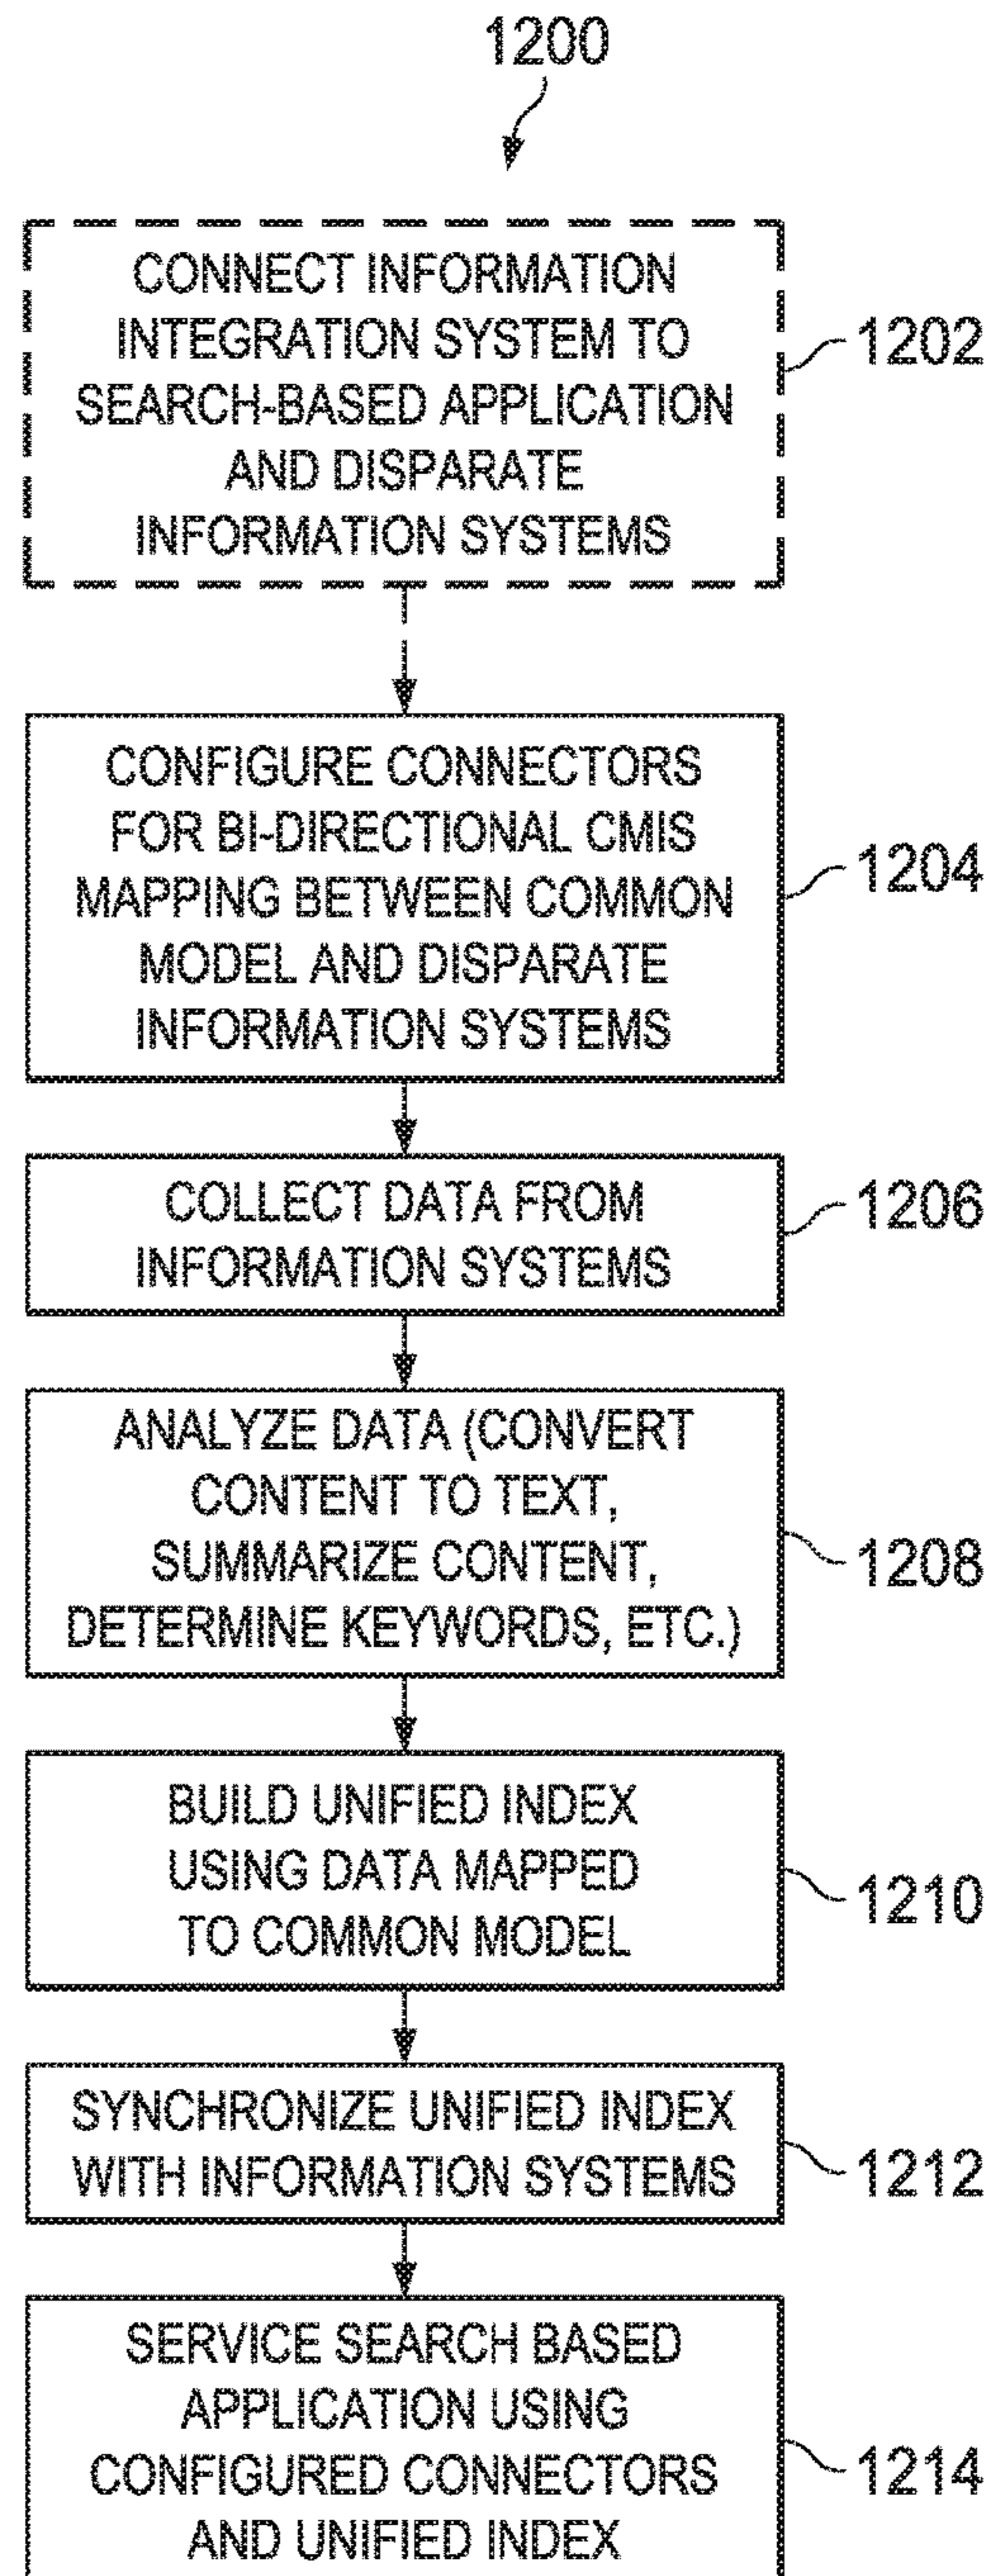 1200
CONNECT INFORMATION
INTEGRATION SYSTEM TO
SEARCH-BASED APPLICATION
AND DISPARATE
INFORMATION SYSTEMS
1202
CONFIGURE CONNECTORS
FOR BI-DIRECTIONAL CMIS
MAPPING BETWEEN COMMON
MODEL AND DISPARATE
INFORMATION SYSTEMS
1204
COLLECT DATA FROM
INFORMATION SYSTEMS
1206
ANALYZE DATA (CONVERT
CONTENT TO TEXT,
SUMMARIZE CONTENT,
DETERMINE KEYWORDS, ETC.)
1208
BUILD UNIFIED INDEX
USING DATA MAPPED
TO COMMON MODEL
1210
SYNCHRONIZE UNIFIED INDEX
WITH INFORMATION SYSTEMS
1212
SERVICE SEARCH BASED
APPLICATION USING
CONFIGURED CONNECTORS
AND UNIFIED INDEX
1214